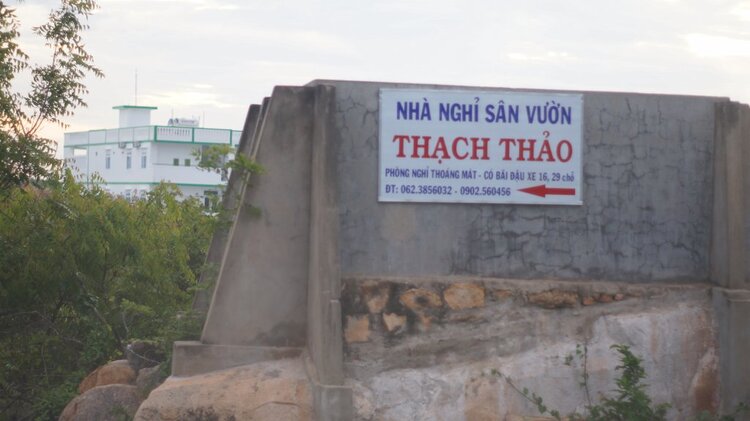 NHÀ NGHỈ SÂN VƯỜN
THẠCH THẢO
PHÒNG NGHỈ THOÁNG MÁT - CÓ BÃI ĐẬU XE 16, 29 chỗ
ĐT: 062.3856032 - 0902.560456